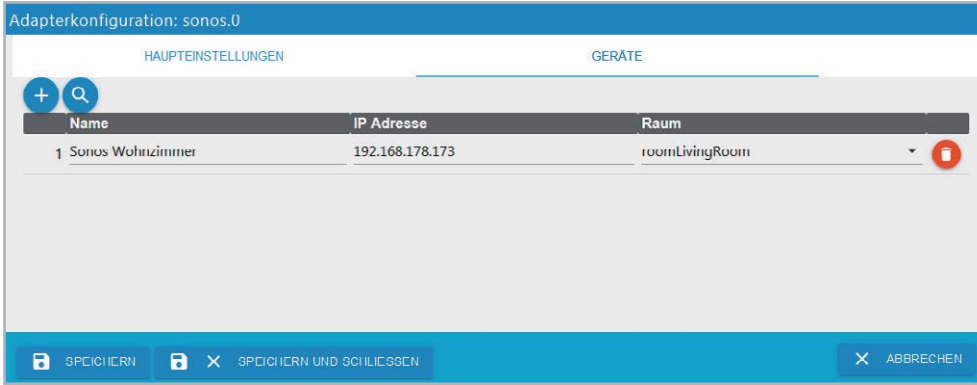 Adapterkonfiguration: sonos.0
HAUPTEINSTELLUNGEN GERÄTE
Name IP Adresse Raum
1 Sonos Wohnzimmer 192.168.178.173 roomLivingRoom
SPEICHERN SPEICHERN UND SCHLIESSEN ABBRECHEN